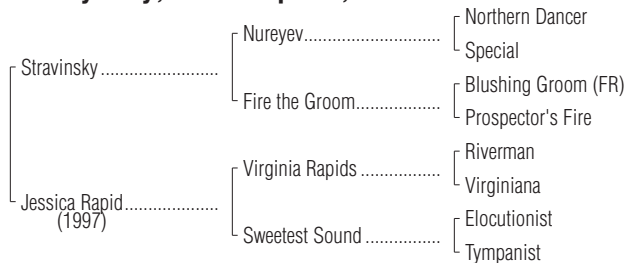 Northern Dancer
Nureyev
Special
Stravinsky
Blushing Groom (FR)
Fire the Groom
Prospector's Fire
Riverman
Virginia Rapids
Virginiana
Jessica Rapid
(1997)
Elocutionist
Sweetest Sound
Tympanist